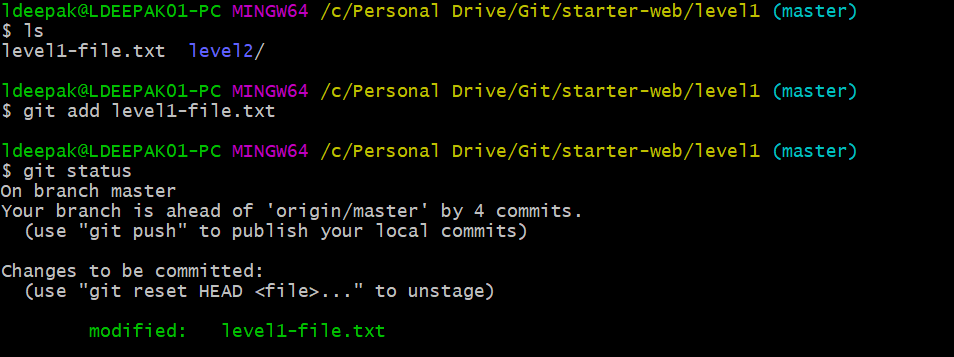 ldeepak@LDEEPAK01-PC MINGW64 /c/Personal Drive/Git/starter-web/level1 (master)
$ ls
level1-file.txt  level2/
ldeepak@LDEEPAK01-PC MINGW64 /c/Personal Drive/Git/starter-web/level1 (master)
$ git add level1-file.txt
ldeepak@LDEEPAK01-PC MINGW64 /c/Personal Drive/Git/starter-web/level1 (master)
$ git status
On branch master
Your branch is ahead of 'origin/master' by 4 commits.
  (use "git push" to publish your local commits)
Changes to be committed:
  (use "git reset HEAD <file>..." to unstage)
        modified:   level1-file.txt